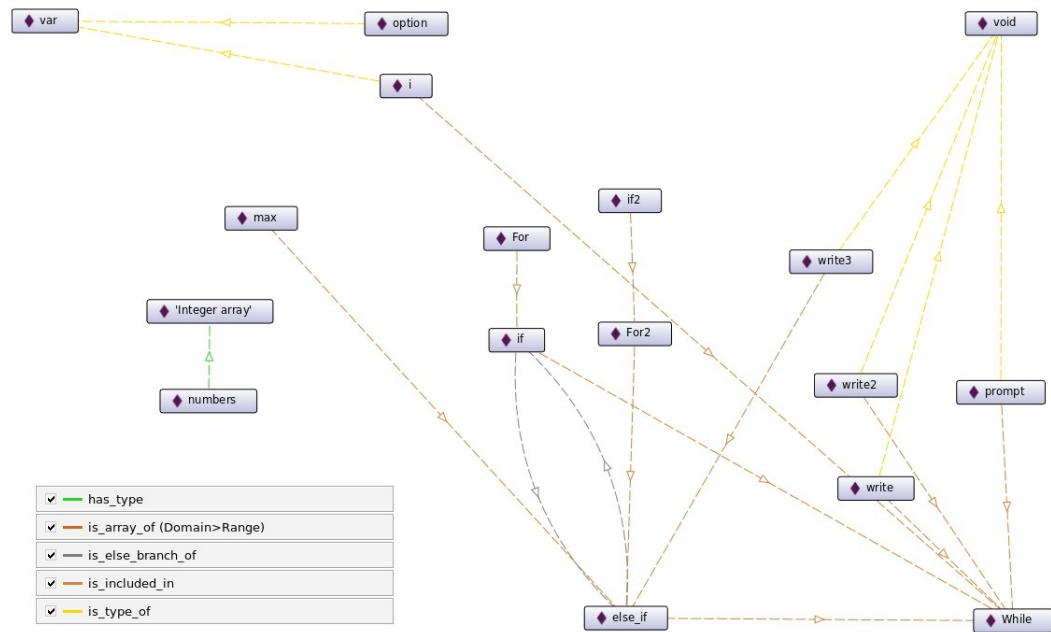 var
option
void
i
if2
max
For
write3
'Integer array'
For2
if
write2
prompt
numbers
write
has_type
is_array_of (Domain>Range)
is_else_branch_of
is_included_in
is_type_of
else_if
While